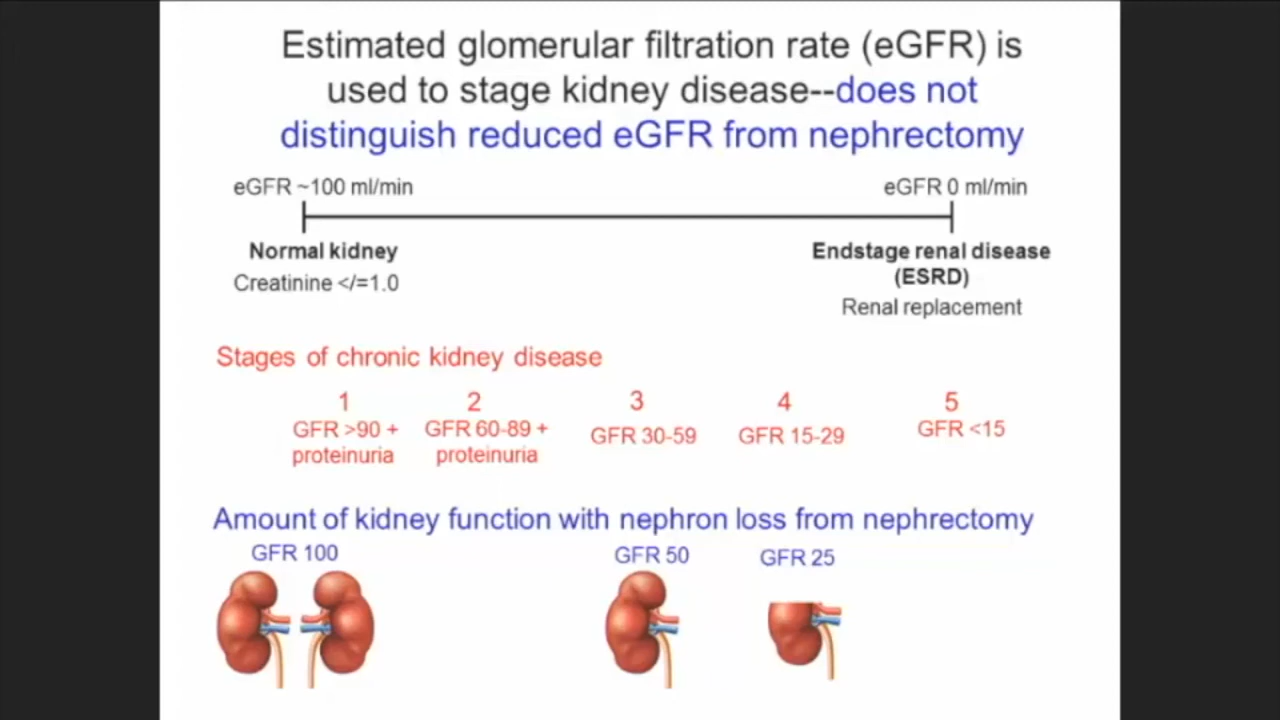 Estimated glomerular filtration rate (eGFR) is
used to stage kidney disease--does not
distinguish reduced eGFR from nephrectomy
eGFR ~100 ml/min
eGFR 0 ml/min
Normal kidney
Creatinine </=1.0
Endstage renal disease
(ESRD)
Renal replacement
Stages of chronic kidney disease
1
GFR >90 +
proteinuria
2
GFR 60-89 +
proteinuria
3
GFR 30-59
4
GFR 15-29
5
GFR <15
Amount of kidney function with nephron loss from nephrectomy
GFR 100
GFR 50
GFR 25